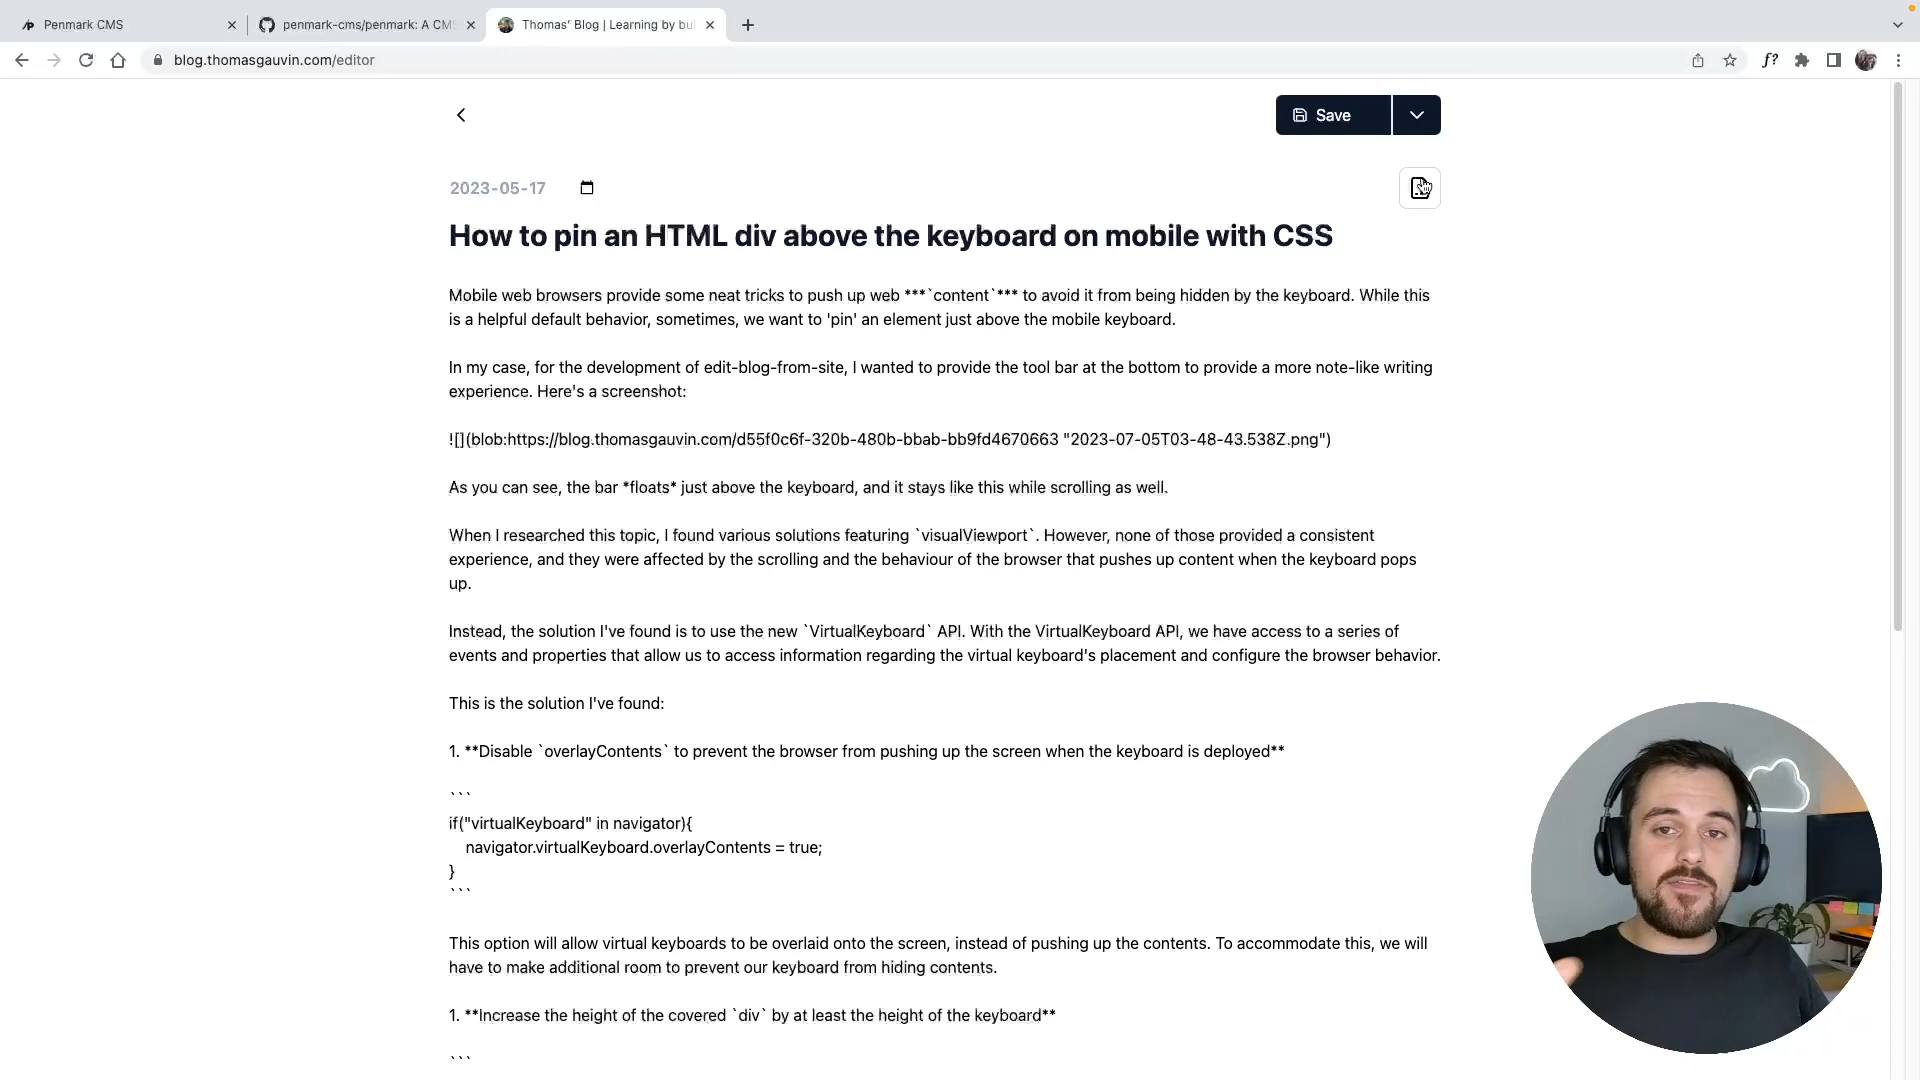 Penmark CMS
penmark-cms/penmark: A CMS
Thomas' Blog | Learning by bui
blog.thomasgauvin.com/editor
f?
Save
2023-05-17
How to pin an HTML div above the keyboard on mobile with CSS
Mobile web browsers provide some neat tricks to push up web ***`content`*** to avoid it from being hidden by the keyboard. While this
is a helpful default behavior, sometimes, we want to 'pin' an element just above the mobile keyboard.
In my case, for the development of edit-blog-from-site, I wanted to provide the tool bar at the bottom to provide a more note-like writing
experience. Here's a screenshot:
![](blob:https://blog.thomasgauvin.com/d55f0c6f-320b-480b-bbab-bb9fd4670663 "2023-07-05T03-48-43.538Z.png")
As you can see, the bar *floats* just above the keyboard, and it stays like this while scrolling as well.
When I researched this topic, I found various solutions featuring `visualViewport`. However, none of those provided a consistent
experience, and they were affected by the scrolling and the behaviour of the browser that pushes up content when the keyboard pops
up.
Instead, the solution I've found is to use the new `VirtualKeyboard` API. With the VirtualKeyboard API, we have access to a series of
events and properties that allow us to access information regarding the virtual keyboard's placement and configure the browser behavior.
This is the solution I've found:
1. **Disable `overlayContents` to prevent the browser from pushing up the screen when the keyboard is deployed**
```
if("virtualKeyboard" in navigator){
navigator.virtualKeyboard.overlayContents = true;
}
```
This option will allow virtual keyboards to be overlaid onto the screen, instead of pushing up the contents. To accommodate this, we will
have to make additional room to prevent our keyboard from hiding contents.
1. **Increase the height of the covered `div` by at least the height of the keyboard**
```